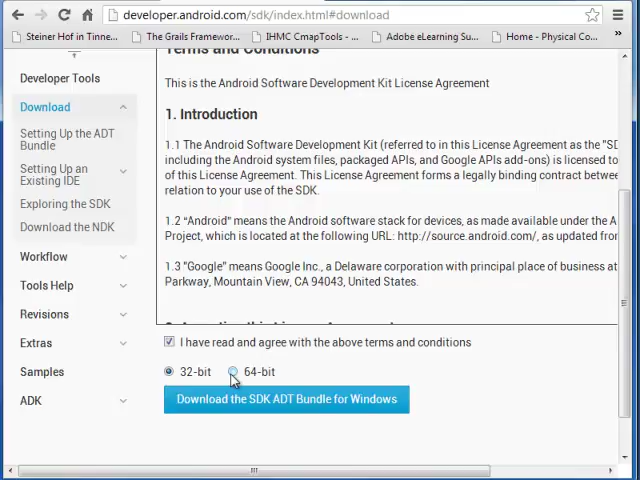 developer.android.com/sdk/index.html#download
Steiner Hof in Tinne... The Grails Framewor... IHMC CmapTools - ... Adobe eLearning Su... Home - Physical Co... »
Terms and Conditions
Developer Tools
This is the Android Software Development Kit License Agreement
Download
1. Introduction
Setting Up the ADT
Bundle
1.1 The Android Software Development Kit (referred to in this License Agreement as the "SD
including the Android system files, packaged APIs, and Google APIs add-ons) is licensed to
Setting Up an
Existing IDE
of this License Agreement. This License Agreement forms a legally binding contract betwee
relation to your use of the SDK.
Exploring the SDK
Download the NDK
1.2 "Android" means the Android software stack for devices, as made available under the A
Project, which is located at the following URL: http://source.android.com/, as updated from
Workflow
1.3 "Google" means Google Inc., a Delaware corporation with principal place of business at
Parkway, Mountain View, CA 94043, United States.
Tools Help
Revisions
Extras
I have read and agree with the above terms and conditions
Samples
32-bit 64-bit
ADK
Download the SDK ADT Bundle for Windows